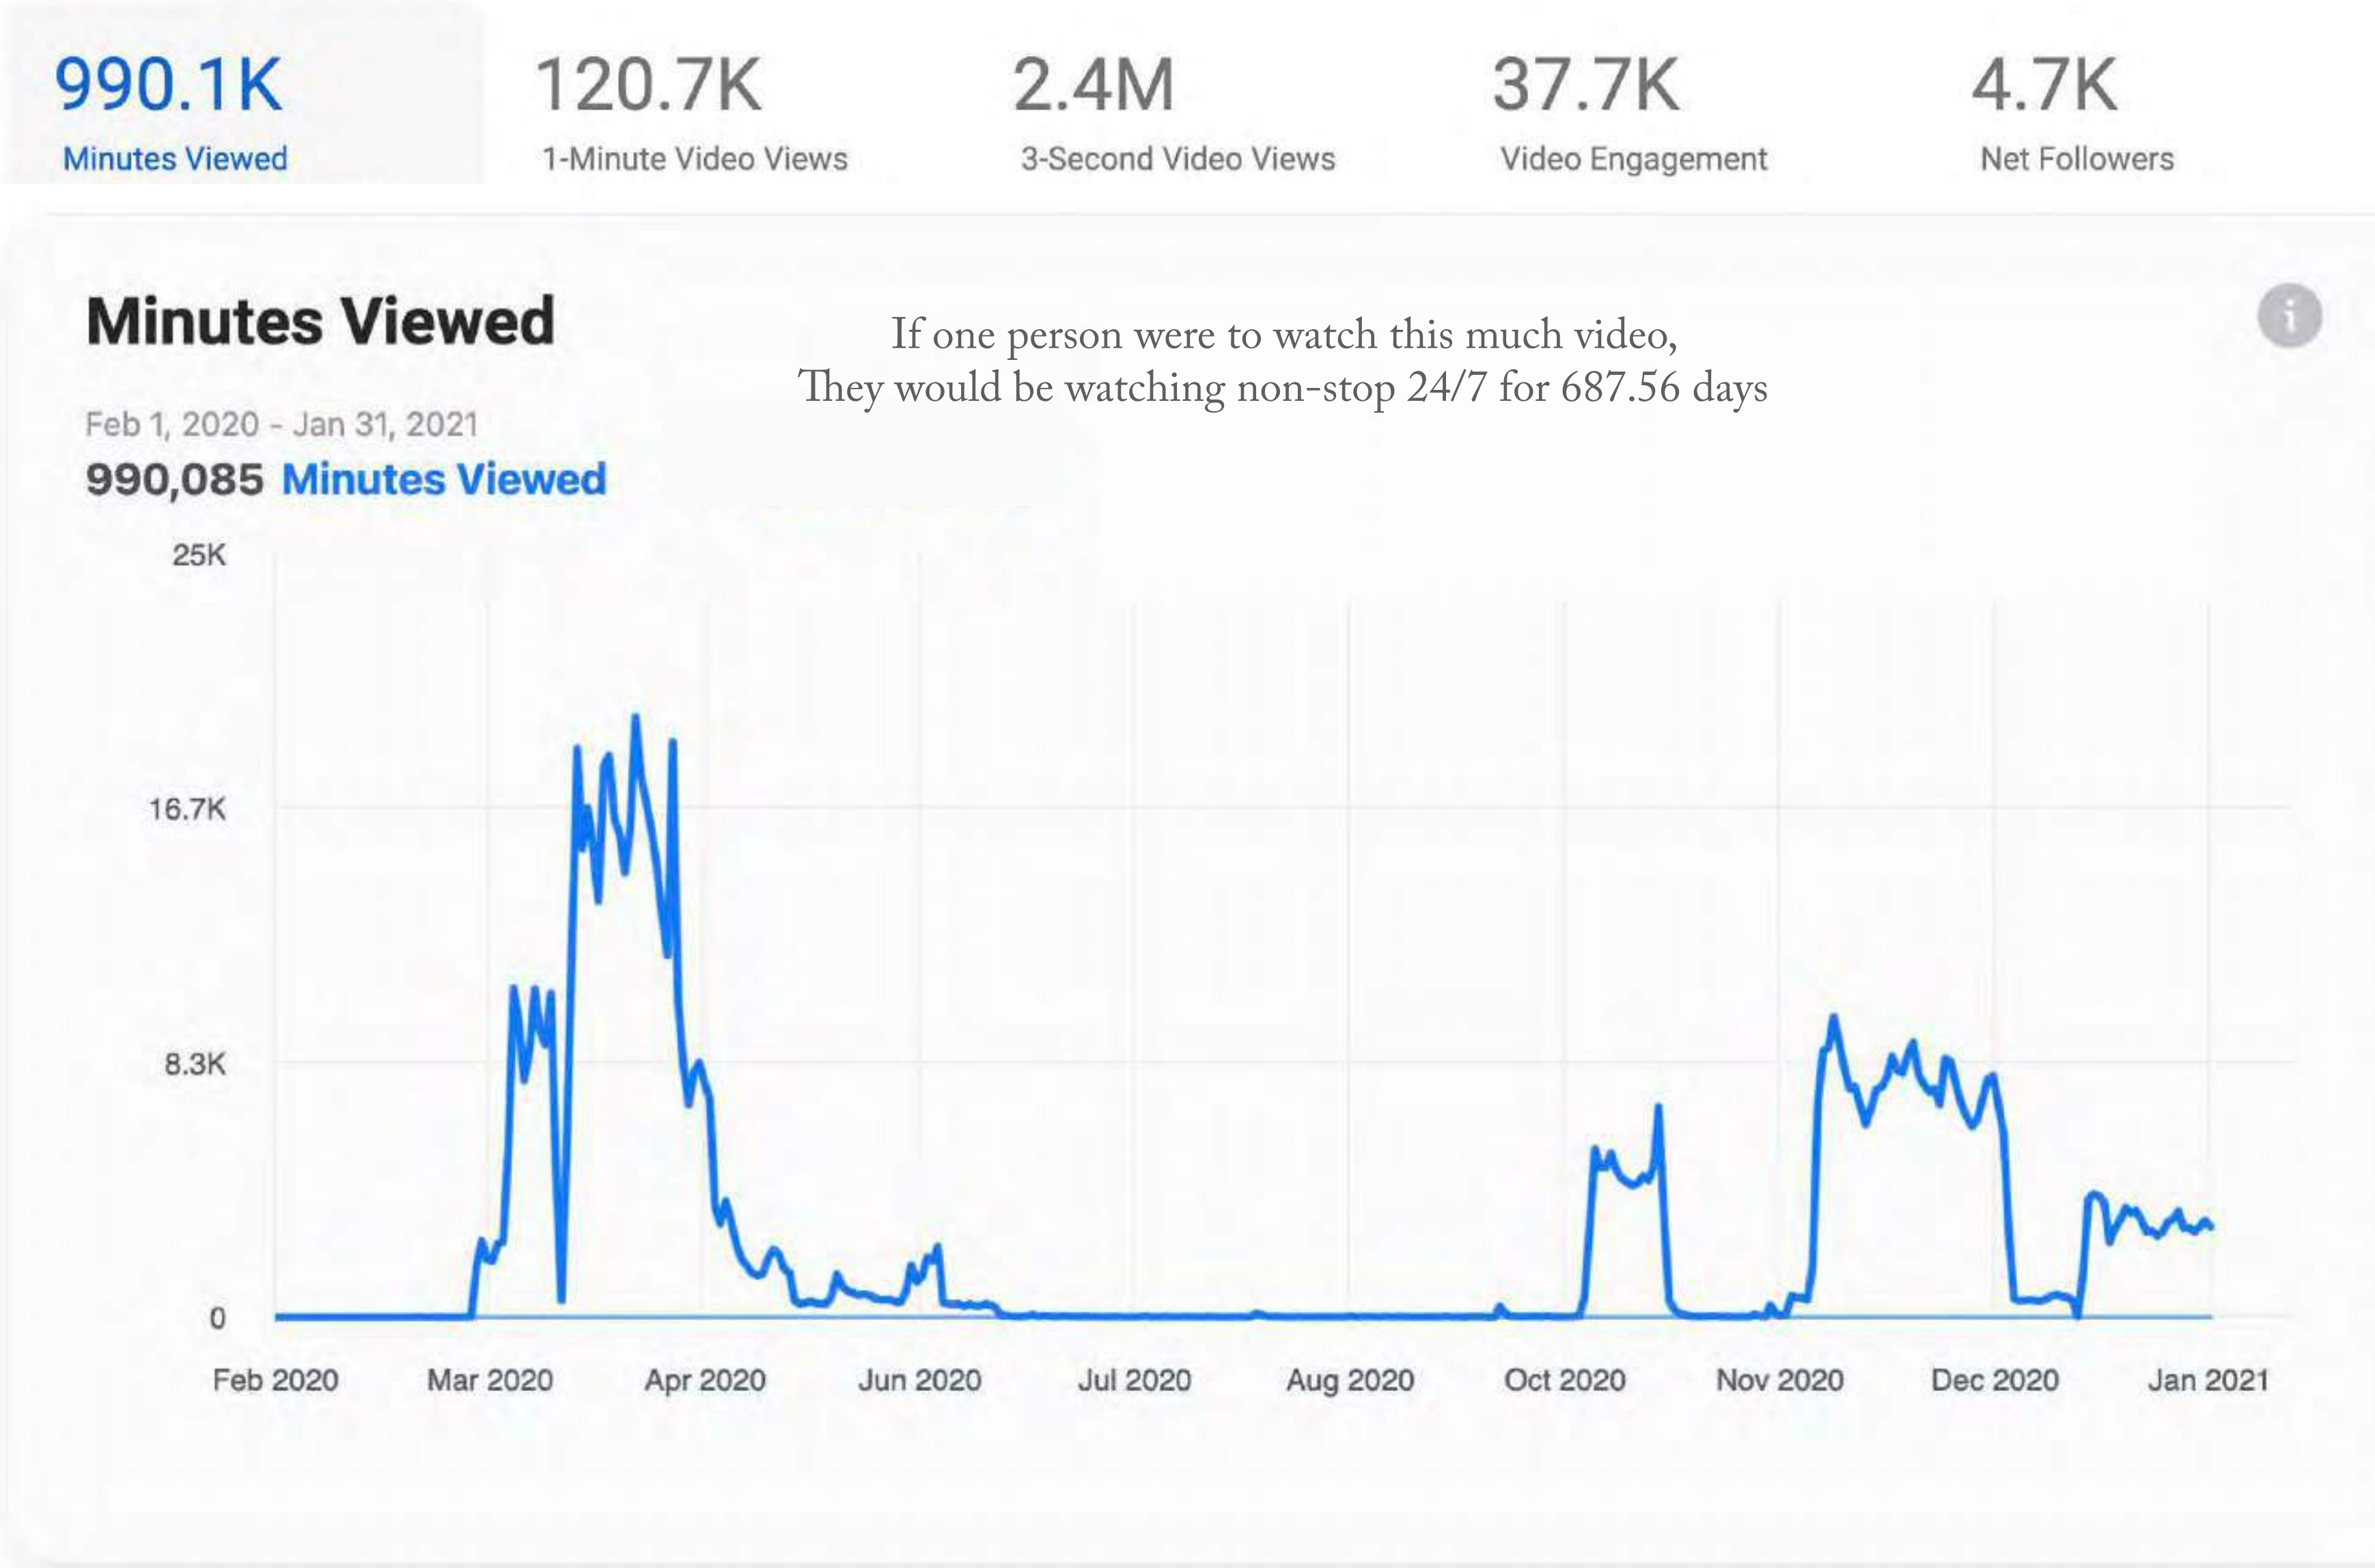 990.1K
Minutes Viewed
120.7K
1-Minute Video Views
2.4M
3-Second Video Views
37.7K
Video Engagement
4.7K
Net Followers
Minutes Viewed
If one person were to watch this much video,
They would be watching non-stop 24/7 for 687.56 days
Feb 1, 2020 - Jan 31, 2021
990,085 Minutes Viewed
25K
16.7K
8.3K
0
Feb 2020 Mar 2020 Apr 2020 Jun 2020 Jul 2020 Aug 2020 Oct 2020 Nov 2020 Dec 2020 Jan 2021